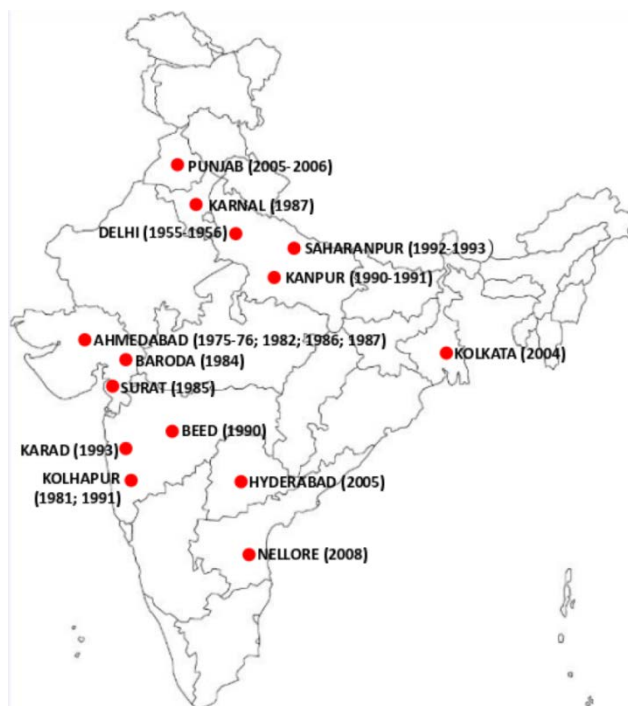 PUNJAB (2005-2006)
KARNAL (1987)
DELHI (1955-1956)
SAHARANPUR (1992-1993)
KANPUR (1990-1991)
AHMEDABAD (1975-76; 1982; 1986; 1987)
BARODA (1984)
KOLKATA (2004)
SURAT (1985)
BEED (1990)
KARAD (1993)
KOLHAPUR
(1981; 1991)
HYDERABAD (2005)
NELLORE (2008)